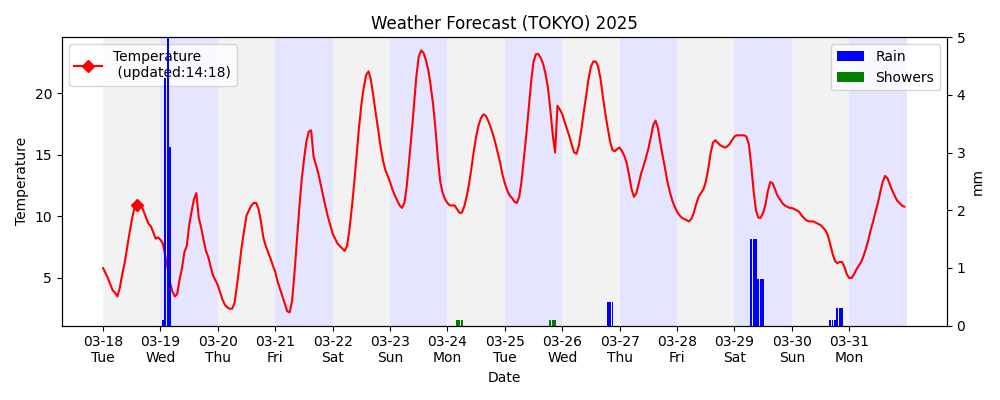 Weather Forecast (TOKYO) 2025
Temperature
(updated:14:18)
Rain
Showers
Temperature
20
15
10
5
5
4
3
2
1
0
mm
03-18 03-19 03-20 03-21 03-22 03-23 03-24 03-25 03-26 03-27 03-28 03-29 03-30 03-31
Tue Wed Thu Fri Sat Sun Mon Tue Wed Thu Fri Sat Sun Mon
Date